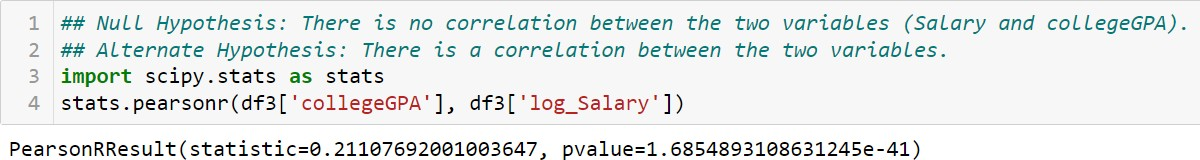 1 ## Null Hypothesis: There is no correlation between the two variables (Salary and collegeGPA).
2 ## Alternate Hypothesis: There is a correlation between the two variables.
3 import scipy.stats as stats
4 stats.pearsonr(df3['collegeGPA'], df3['log_Salary'])
PearsonRResult(statistic=0.21107692001003647, pvalue=1.6854893108631245e-41)